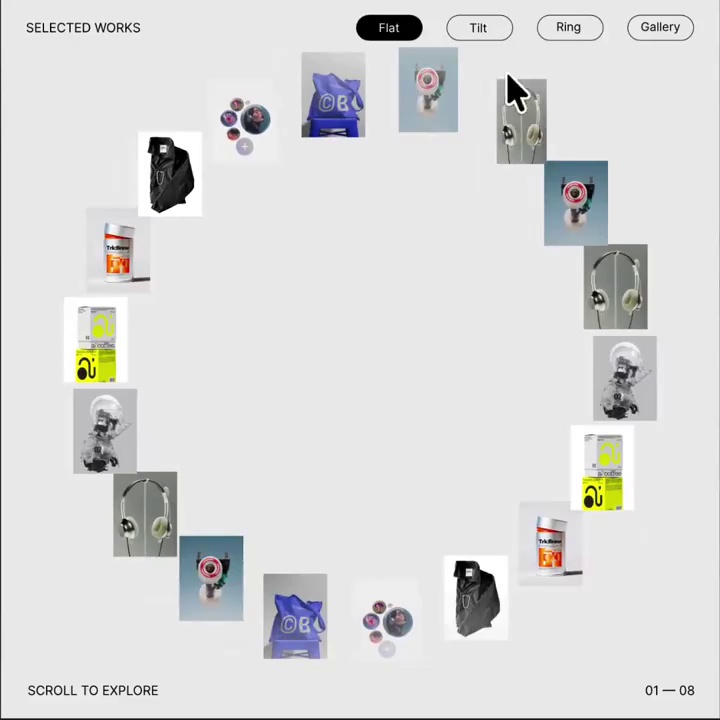 SELECTED WORKS
Flat
Tilt
Ring
Gallery
©B
©B
SCROLL TO EXPLORE
01 — 08